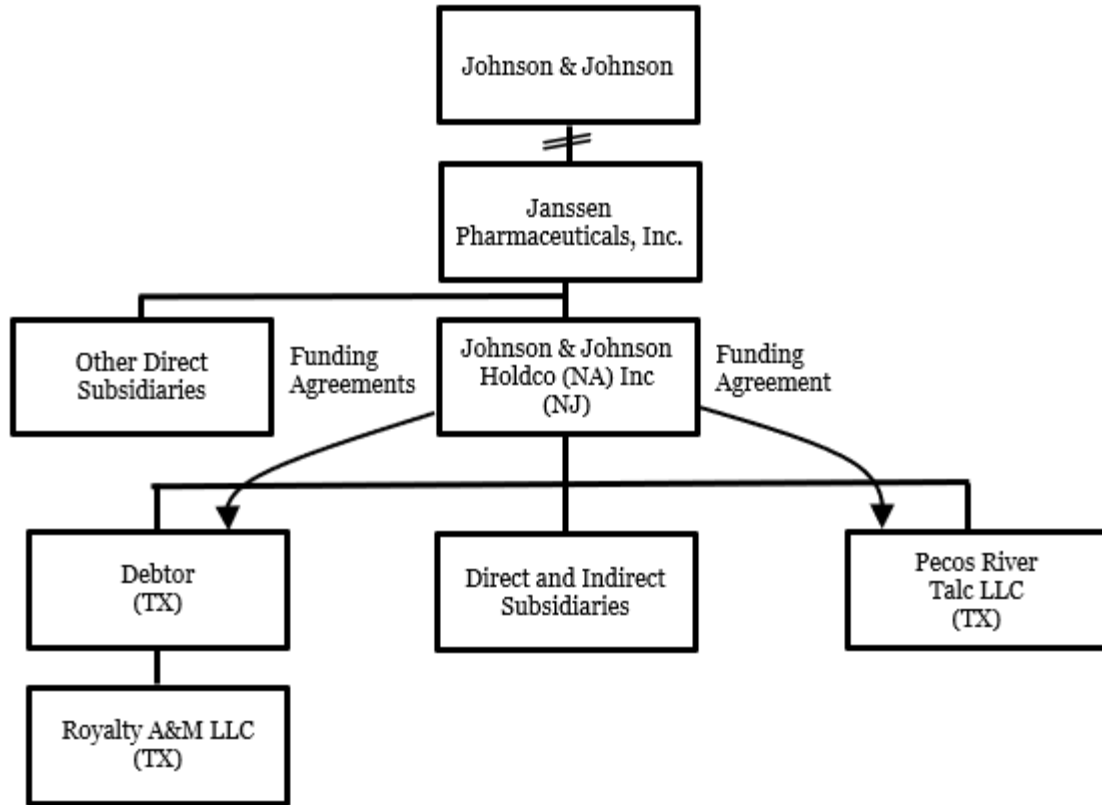 Johnson & Johnson
Janssen
Pharmaceuticals, Inc.
Other Direct
Subsidiaries
Funding
Agreements
Johnson & Johnson
Holdco (NA) Inc
(NJ)
Funding
Agreement
Debtor
(TX)
Direct and Indirect
Subsidiaries
Pecos River
Talc LLC
(TX)
Royalty A&M LLC
(TX)